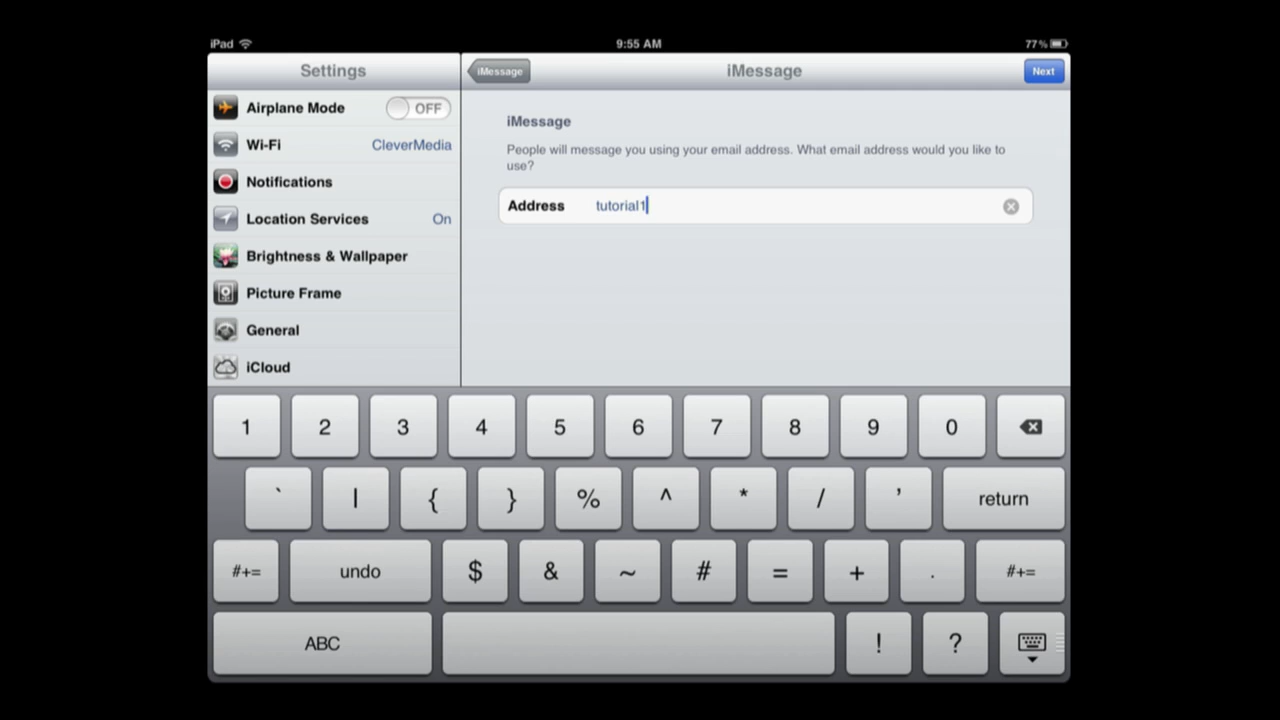 iPad
9:55 AM
77%
Settings
iMessage
iMessage
Next
Airplane Mode
OFF
Wi-Fi
CleverMedia
Notifications
Location Services
On
Brightness & Wallpaper
Picture Frame
General
iCloud
iMessage
People will message you using your email address. What email address would you like to
use?
Address tutorial1
1 2 3 4 5 6 7 8 9 0
` | { } % ^ * / ' return
#+= undo $ & ~ # = + . #+=
ABC ! ?